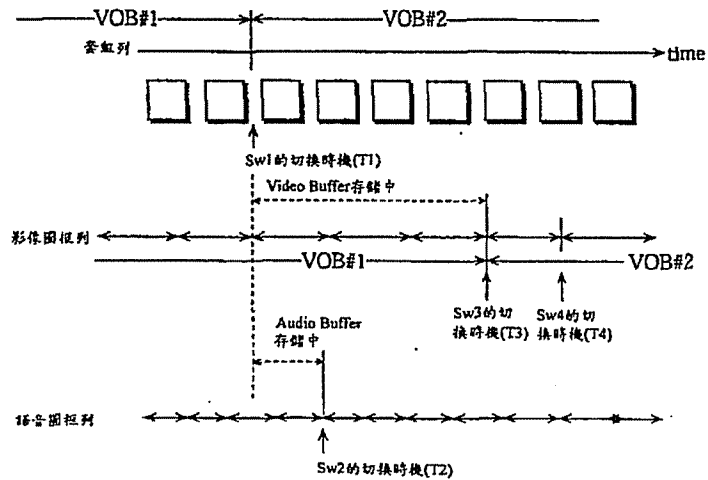 VOB#1
VOB#2
套組列
time
Sw1的切換時機(T1)
Video Buffer存儲中
影像圖框列
VOB#1
VOB#2
Sw3的切
換時機(T3)
Sw4的切
換時機(T4)
Audio Buffer
存儲中
語音圖框列
Sw2的切換時機(T2)